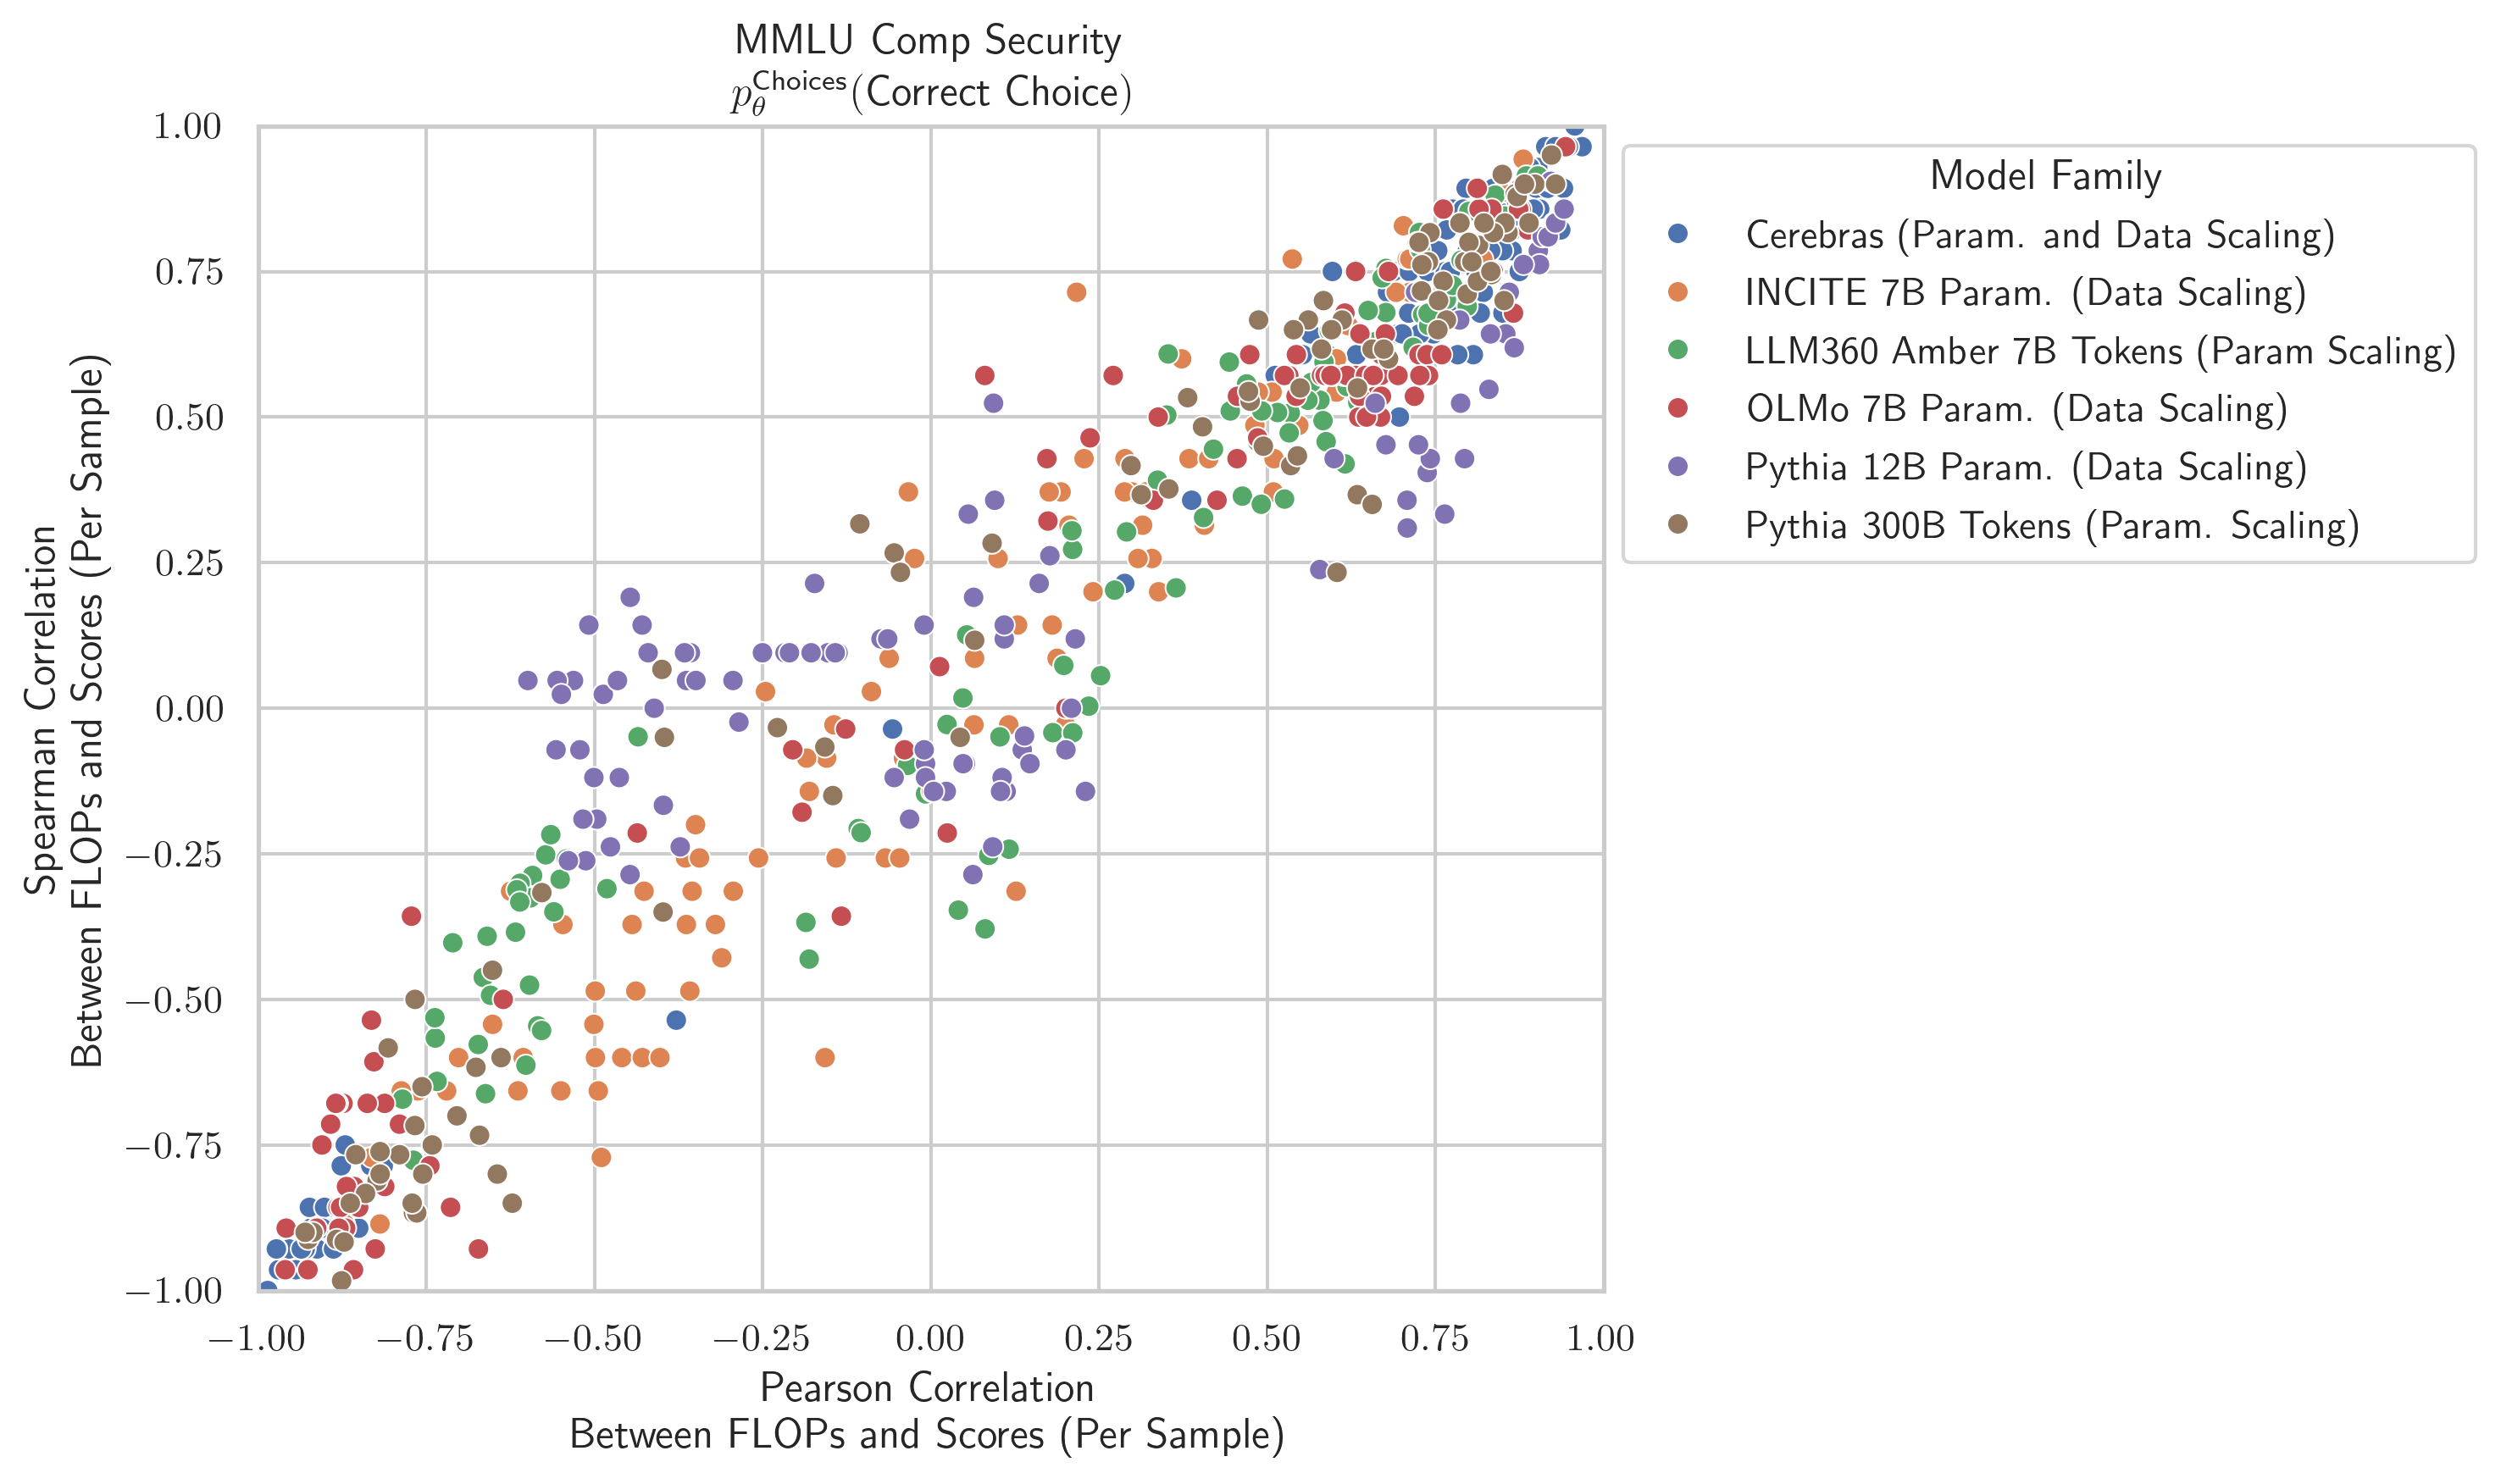 MMLU Comp Security
p_θ^Choices(Correct Choice)
1.00
0.75
0.50
0.25
0.00
−0.25
−0.50
−0.75
−1.00
Spearman Correlation
Between FLOPs and Scores (Per Sample)
−1.00
−0.75
−0.50
−0.25
0.00
0.25
0.50
0.75
1.00
Pearson Correlation
Between FLOPs and Scores (Per Sample)
Model Family
Cerebras (Param. and Data Scaling)
INCITE 7B Param. (Data Scaling)
LLM360 Amber 7B Tokens (Param Scaling)
OLMo 7B Param. (Data Scaling)
Pythia 12B Param. (Data Scaling)
Pythia 300B Tokens (Param. Scaling)